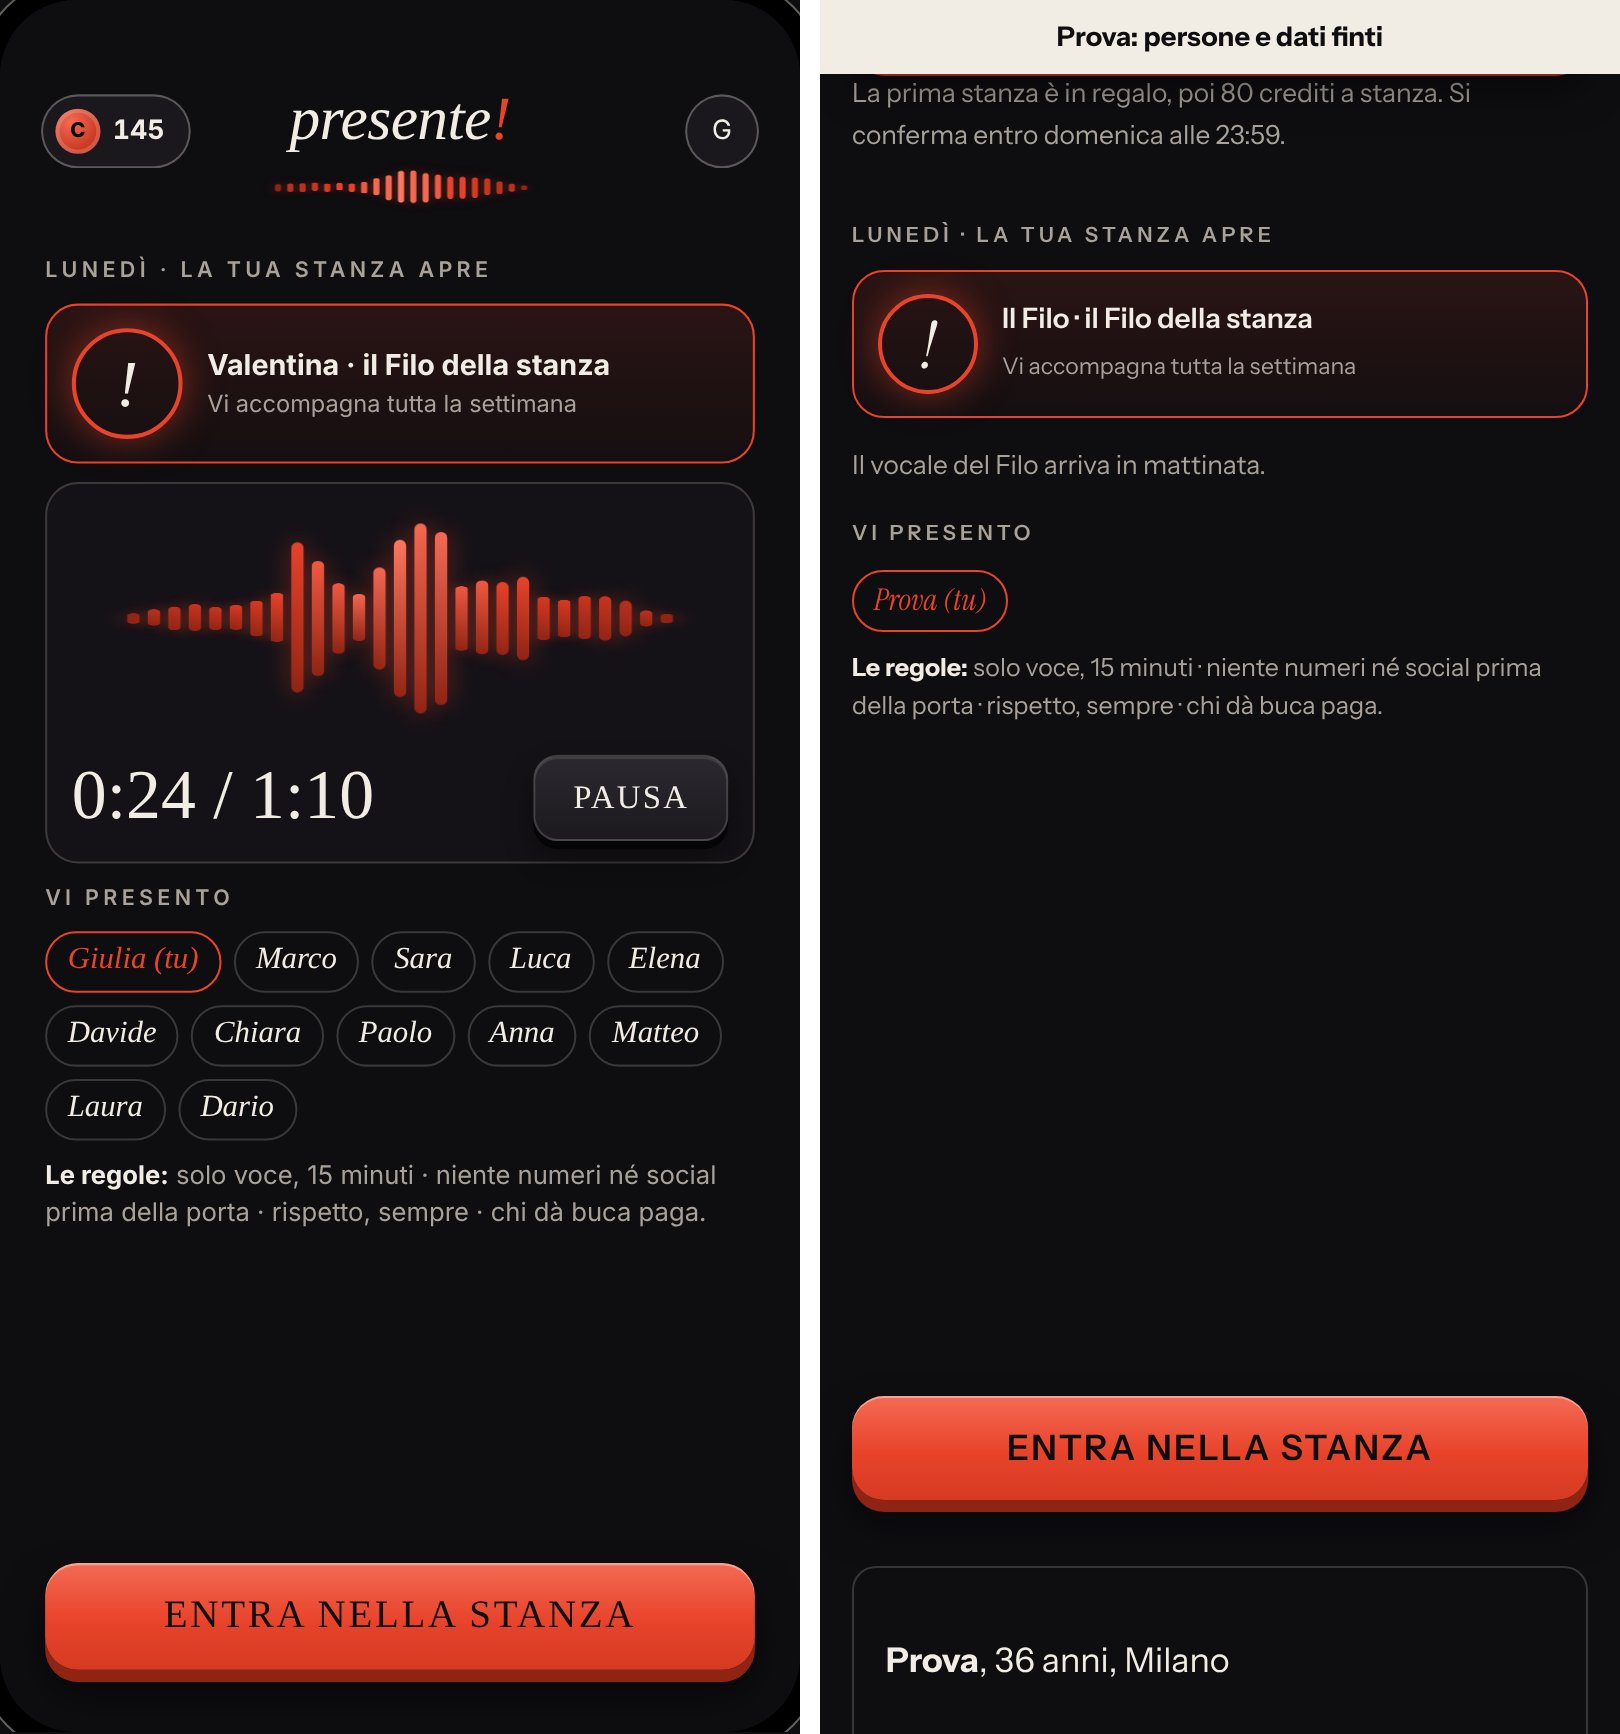 C 145
presente!
G
LUNEDÌ · LA TUA STANZA APRE
!
Valentina · il Filo della stanza
Vi accompagna tutta la settimana
0:24 / 1:10
PAUSA
VI PRESENTO
Giulia (tu) Marco Sara Luca Elena
Davide Chiara Paolo Anna Matteo
Laura Dario
Le regole: solo voce, 15 minuti · niente numeri né social
prima della porta · rispetto, sempre · chi dà buca paga.
ENTRA NELLA STANZA
Prova: persone e dati finti
La prima stanza è in regalo, poi 80 crediti a stanza. Si
conferma entro domenica alle 23:59.
LUNEDÌ · LA TUA STANZA APRE
!
Il Filo · il Filo della stanza
Vi accompagna tutta la settimana
Il vocale del Filo arriva in mattinata.
VI PRESENTO
Prova (tu)
Le regole: solo voce, 15 minuti · niente numeri né social prima
della porta · rispetto, sempre · chi dà buca paga.
ENTRA NELLA STANZA
Prova, 36 anni, Milano